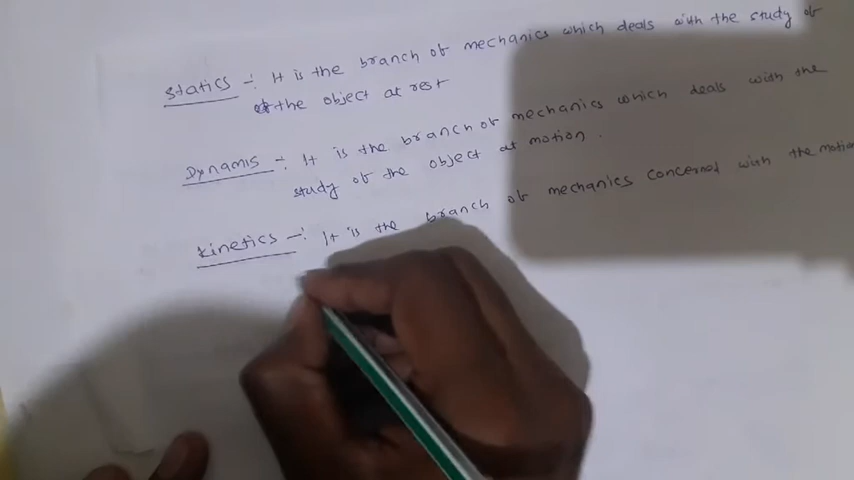 Statics :- It is the branch of mechanics which deals with the study of
of the object at rest
Dynamis :- It is the branch of mechanics which deals with the
study of the object at motion.
Kinetics :- It is the branch of mechanics concerned with the motion